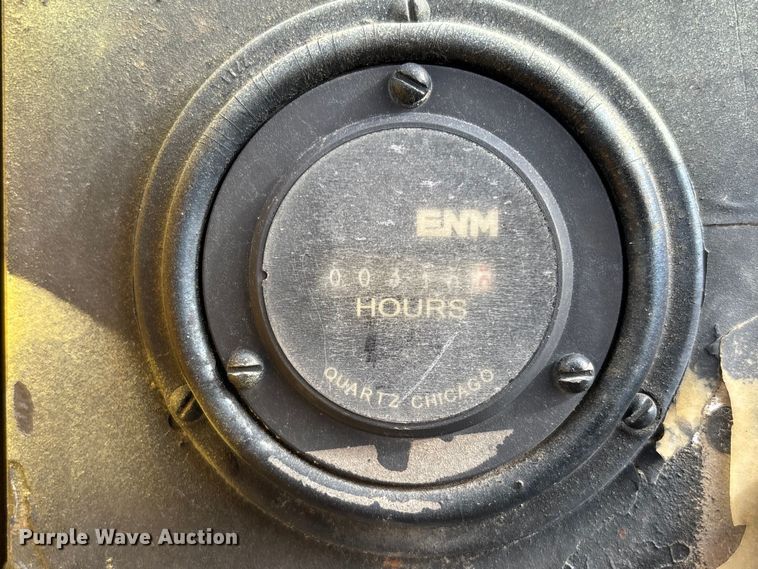 ENM
HOURS
QUARTZ CHICAGO
Purple Wave Auction